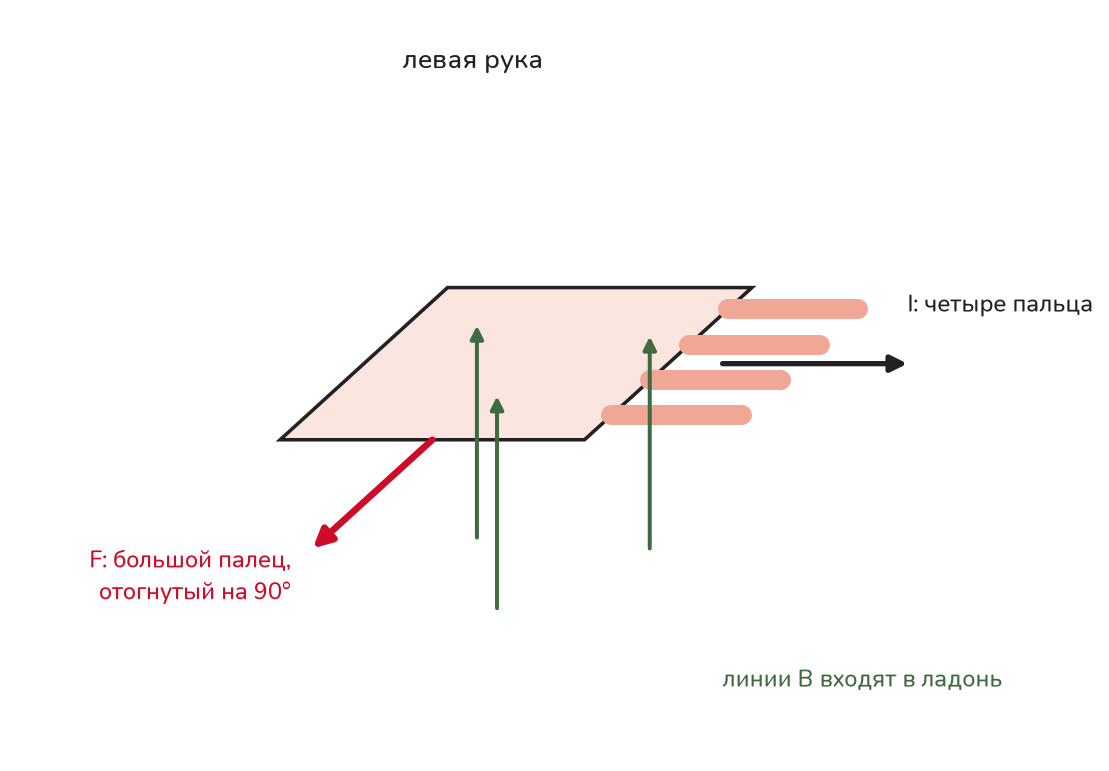 левая рука
I: четыре пальца
F: большой палец,
отогнутый на 90°
линии B входят в ладонь